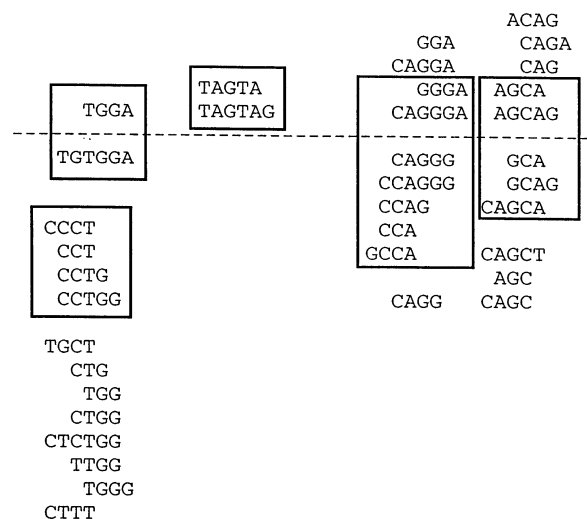 ACAG
GGA CAGA
CAGGA CAG
TAGTA GGGA AGCA
TGGA TAGTAG CAGGGA AGCAG
TGTGGA CAGGG GCA
CCAGGG GCAG
CCAG CAGCA
CCCT CCA
CCT GCCA CAGCT
CCTG AGC
CCTGG CAGG CAGC
TGCT
CTG
TGG
CTGG
CTCTGG
TTGG
TGGG
CTTT